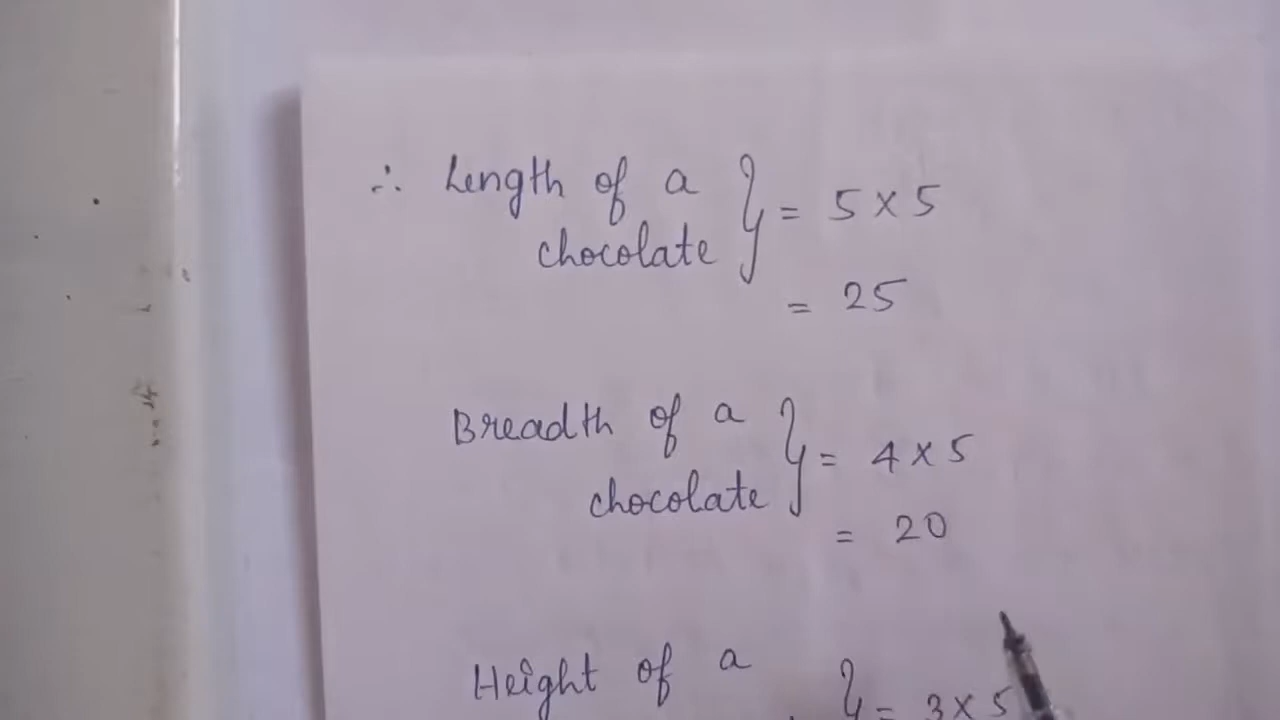 ∴ Length of a } = 5 × 5
chocolate
= 25
Breadth of a } = 4 × 5
chocolate
= 20
Height of a } = 3 × 5